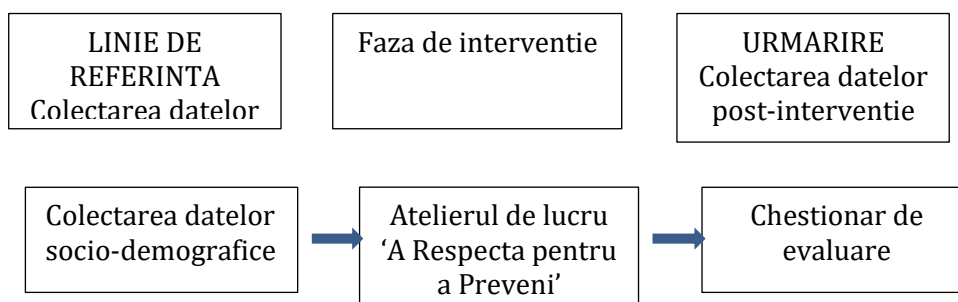 LINIE DE
REFERINTA
Colectarea datelor
Faza de interventie
URMARIRE
Colectarea datelor
post-interventie
Colectarea datelor
socio-demografice
Atelierul de lucru
‘A Respecta pentru
a Preveni’
Chestionar de
evaluare